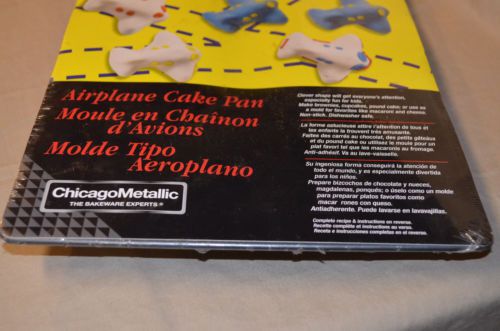 Airplane Cake Pan
Moule en Chaînon
d'Avions
Molde Tipo
Aeroplano
ChicagoMetallic
THE BAKEWARE EXPERTS®
Clever shape will get everyone's attention,
especially fun for kids.
Make brownies, cupcakes, pound cake; or use as
a mold for favorites like macaroni and cheese.
Non-stick. Dishwasher safe.
La forme astucieuse attire l'attention de tous et
les enfants la trouvent très amusante.
Faites des carrés au chocolat, des petits gâteaux
et du pound cake ou utilisez le moule pour un
plat favori tel que les macaronis au fromage.
Anti-adhésif. Va au lave-vaisselle.
Su ingeniosa forma conseguirá la atención de
todo el mundo, y es especialmente divertida
para los niños.
Prepare bizcochos de chocolate y nueces,
magdalenas, ponqués; o úselo como un molde
para preparar platos favoritos como
macarrones con queso.
Antiadherente. Puede lavarse en lavavajillas.
Complete recipe & instructions on reverse.
Recette complète et instructions au verso.
Receta e instrucciones completas en el reverso.